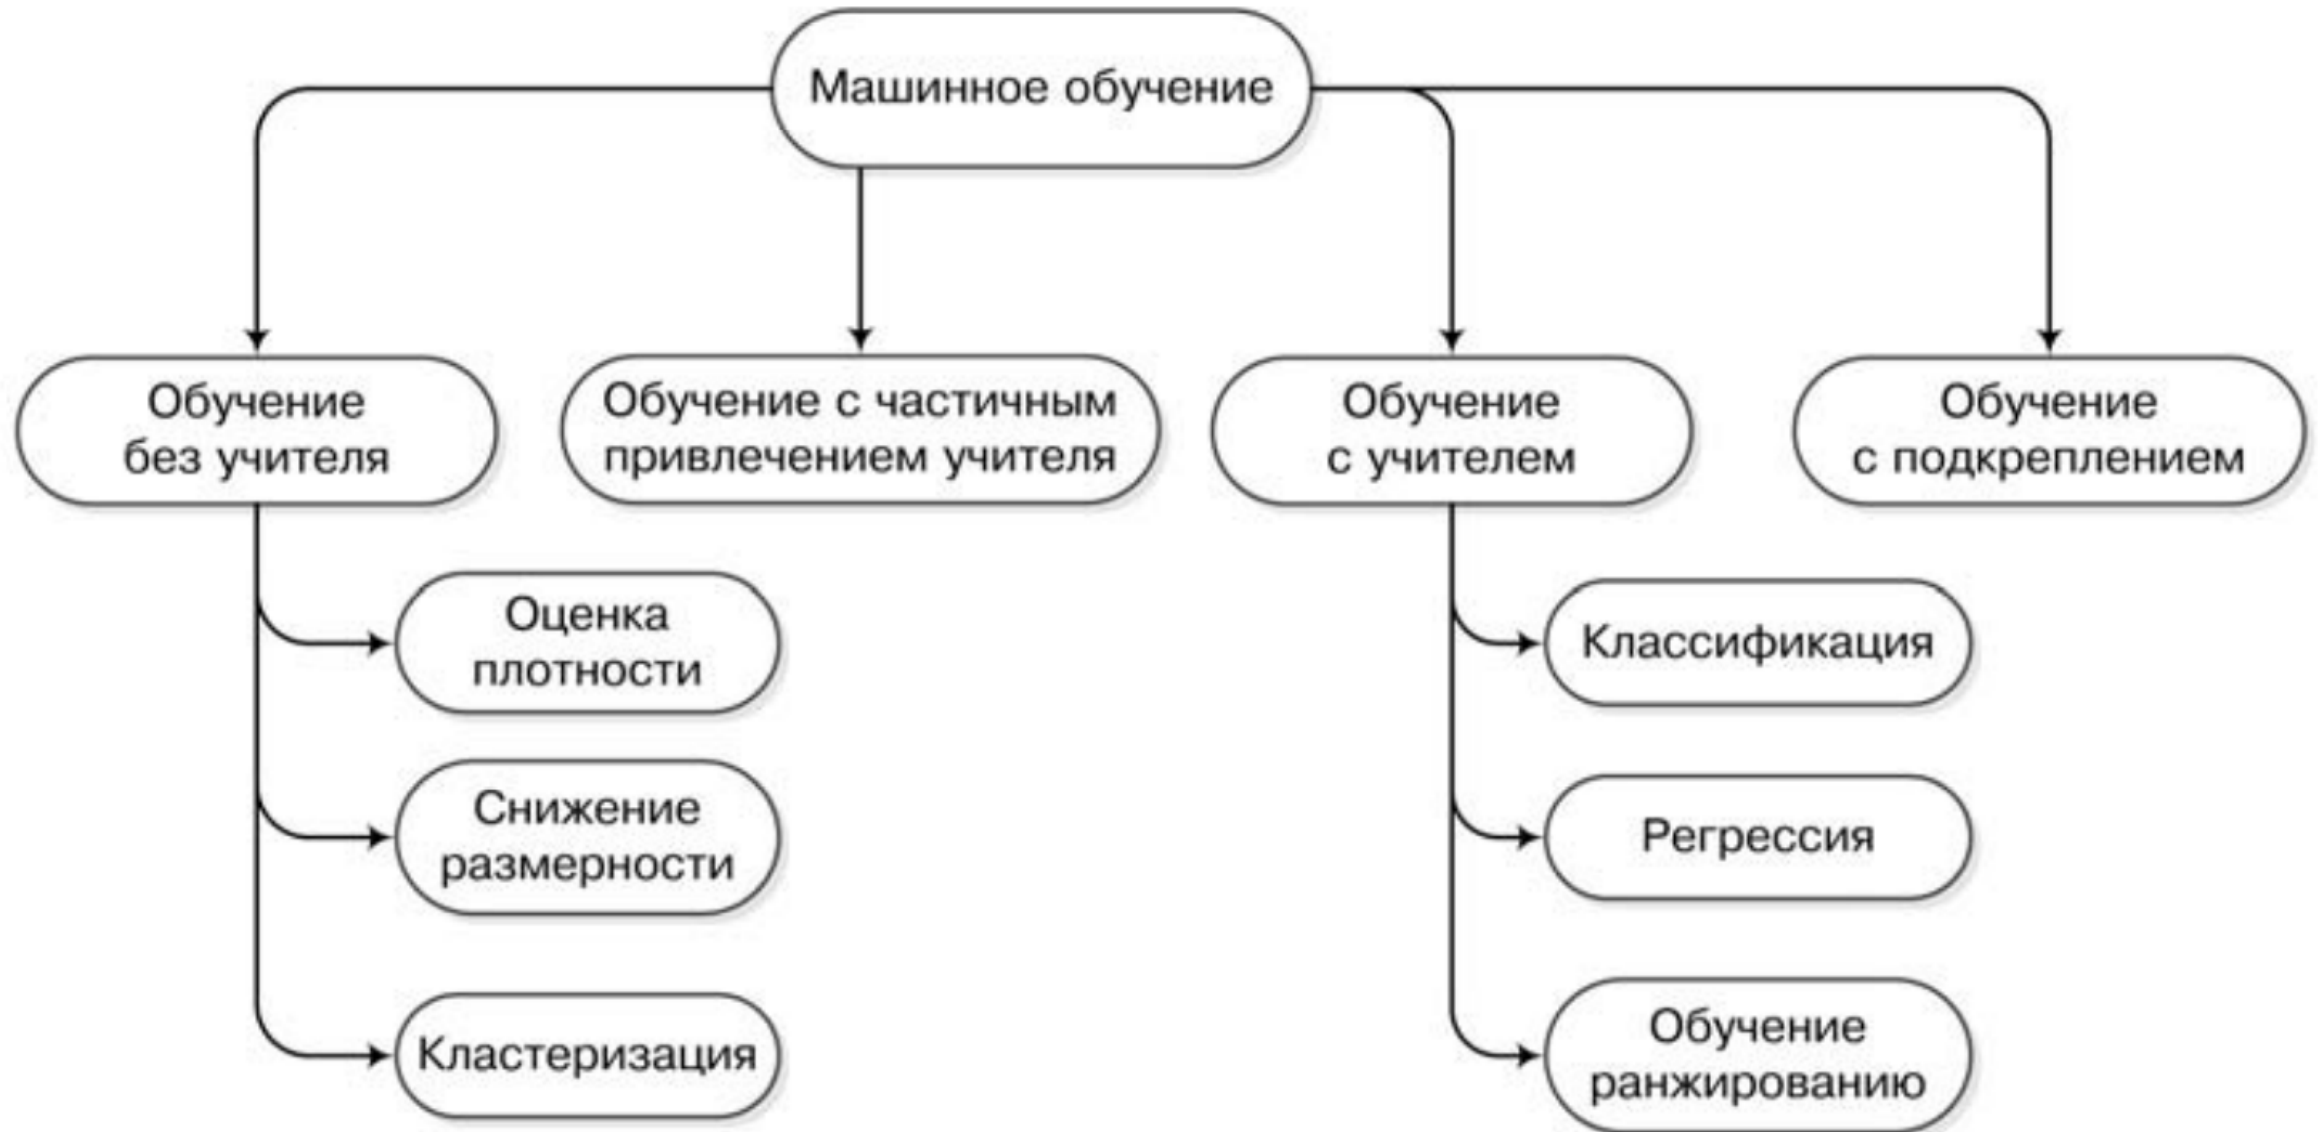 Машинное обучение
Обучение
без учителя
Обучение с частичным
привлечением учителя
Обучение
с учителем
Обучение
с подкреплением
Оценка
плотности
Снижение
размерности
Кластеризация
Классификация
Регрессия
Обучение
ранжированию